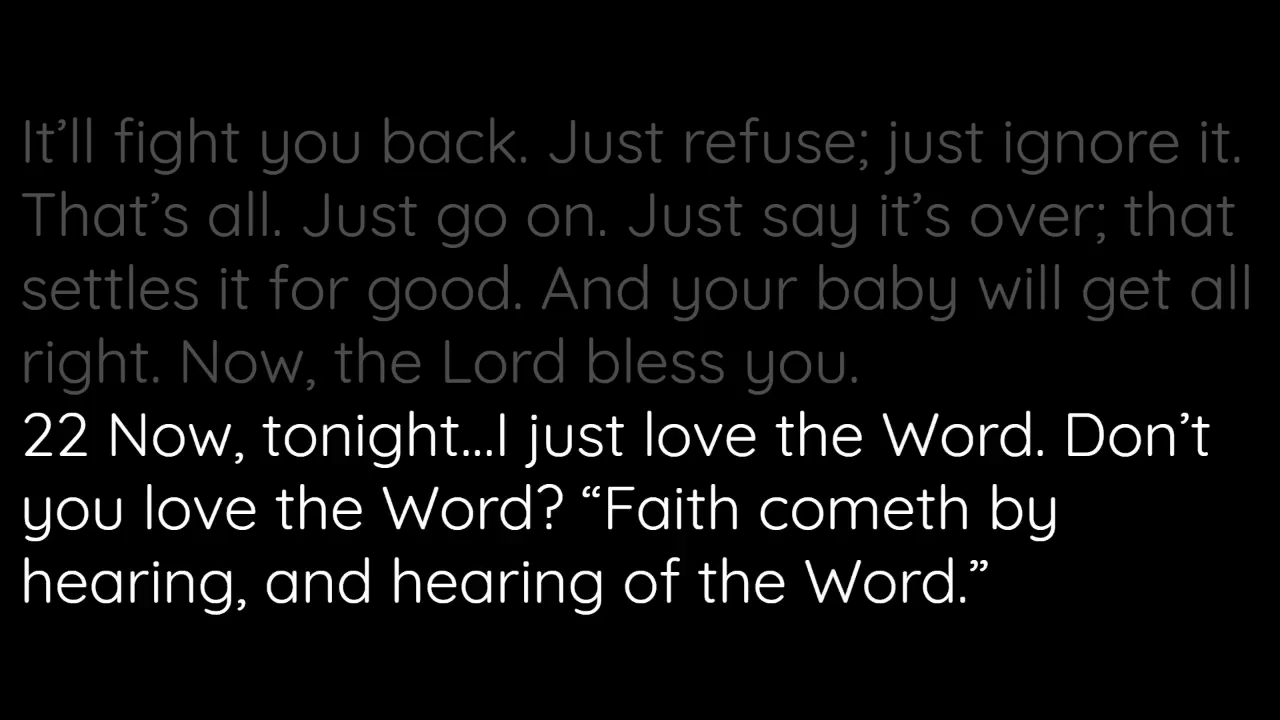 It’ll fight you back. Just refuse; just ignore it.
That’s all. Just go on. Just say it’s over; that
settles it for good. And your baby will get all
right. Now, the Lord bless you.
22 Now, tonight...I just love the Word. Don’t
you love the Word? “Faith cometh by
hearing, and hearing of the Word.”